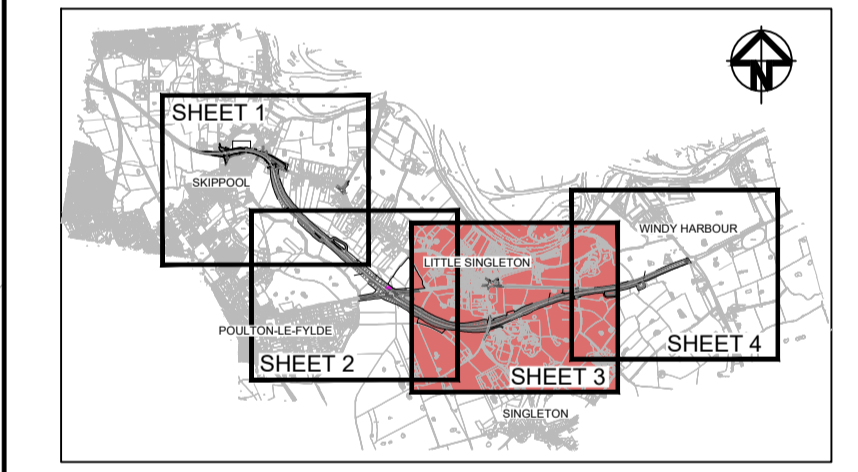 SHEET 1
N
SKIPPOOL
WINDY HARBOUR
LITTLE SINGLETON
POULTON-LE-FYLDE
SHEET 4
SHEET 2
SHEET 3
SINGLETON